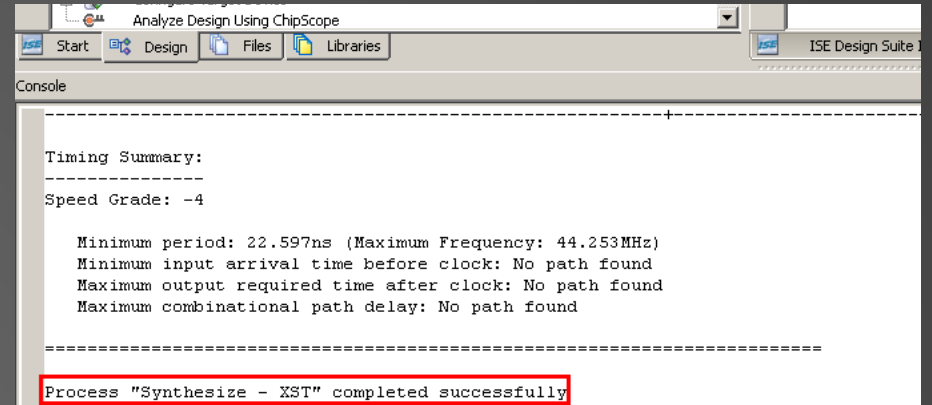 Analyze Design Using ChipScope
Start Design Files Libraries
ISE Design Suite
Console
-----------------------------------------------------------+------------------------
Timing Summary:
---------------
Speed Grade: -4
Minimum period: 22.597ns (Maximum Frequency: 44.253MHz)
Minimum input arrival time before clock: No path found
Maximum output required time after clock: No path found
Maximum combinational path delay: No path found
=========================================================================
Process "Synthesize - XST" completed successfully